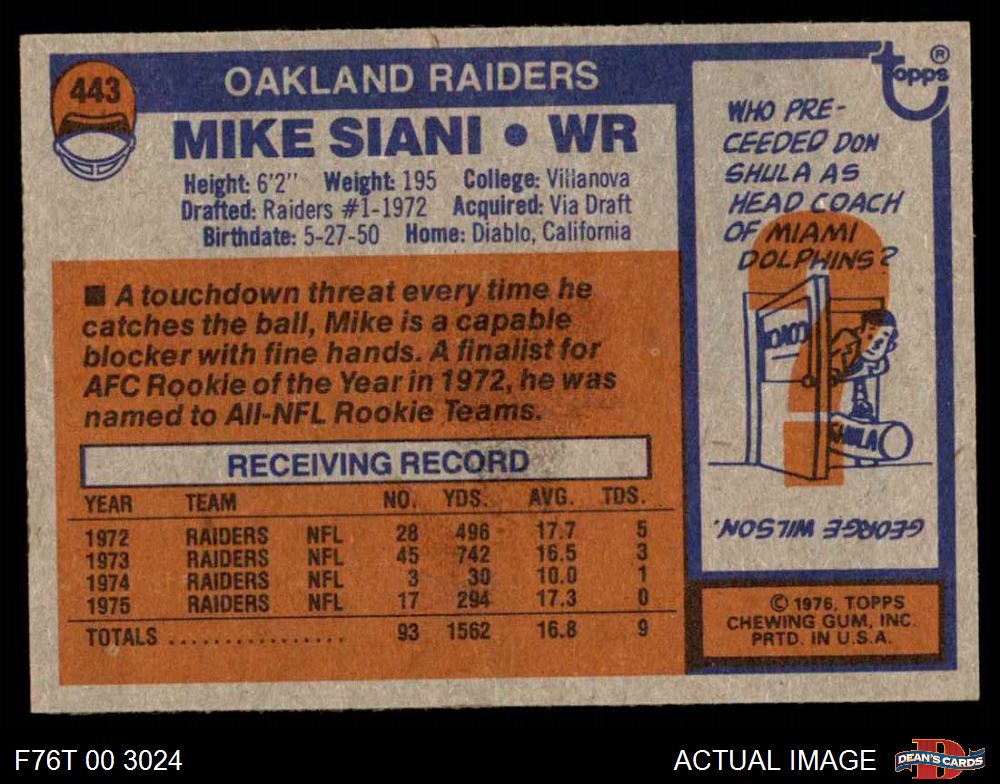 443
OAKLAND RAIDERS
MIKE SIANI • WR
Height: 6'2" Weight: 195 College: Villanova
Drafted: Raiders #1-1972 Acquired: Via Draft
Birthdate: 5-27-50 Home: Diablo, California
■ A touchdown threat every time he
catches the ball, Mike is a capable
blocker with fine hands. A finalist for
AFC Rookie of the Year in 1972, he was
named to All-NFL Rookie Teams.
RECEIVING RECORD
YEAR TEAM NO. YDS. AVG. TDS.
1972 RAIDERS NFL 28 496 17.7 5
1973 RAIDERS NFL 45 742 16.5 3
1974 RAIDERS NFL 3 30 10.0 1
1975 RAIDERS NFL 17 294 17.3 0
TOTALS ................ 93 1562 16.8 9
topps®
WHO PRE-
CEEDED DON
SHULA AS
HEAD COACH
OF MIAMI
DOLPHINS?
COACH
SHULA
GEORGE WILSON.
© 1976, TOPPS
CHEWING GUM, INC.
PRTD. IN U.S.A.
F76T 00 3024
ACTUAL IMAGE
DEAN'S CARDS